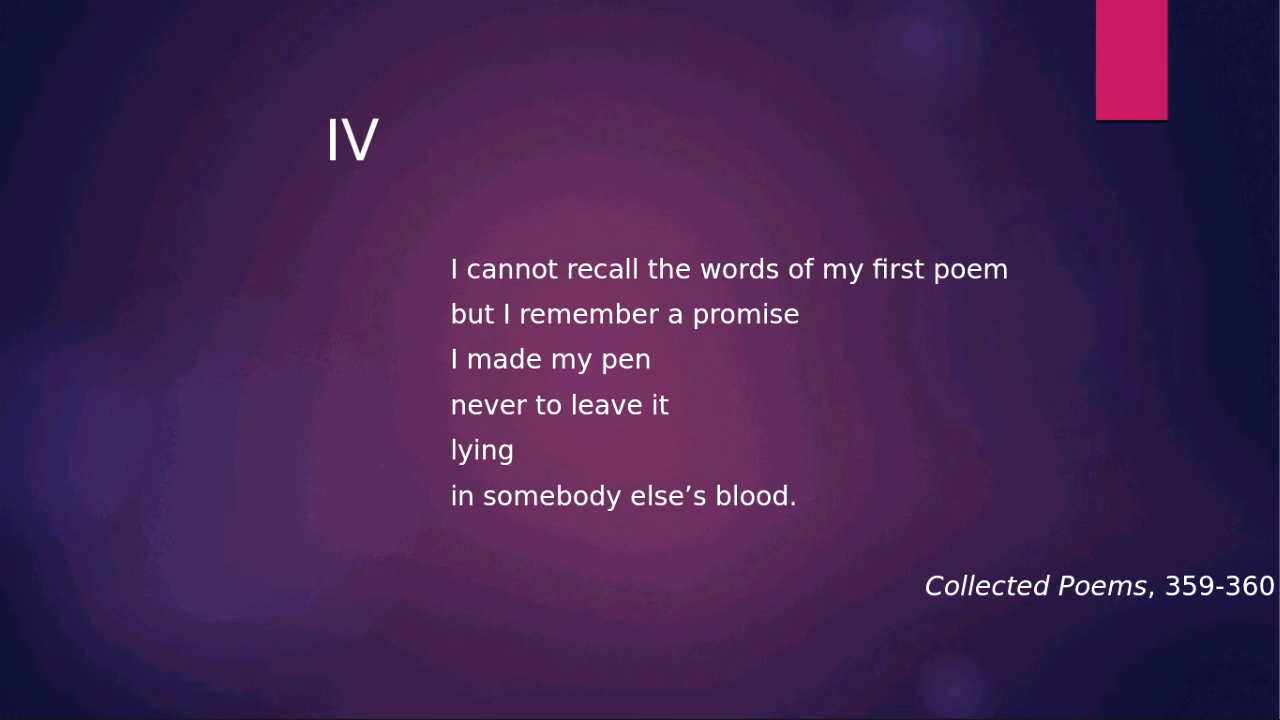 IV
I cannot recall the words of my first poem
but I remember a promise
I made my pen
never to leave it
lying
in somebody else’s blood.
Collected Poems, 359-360